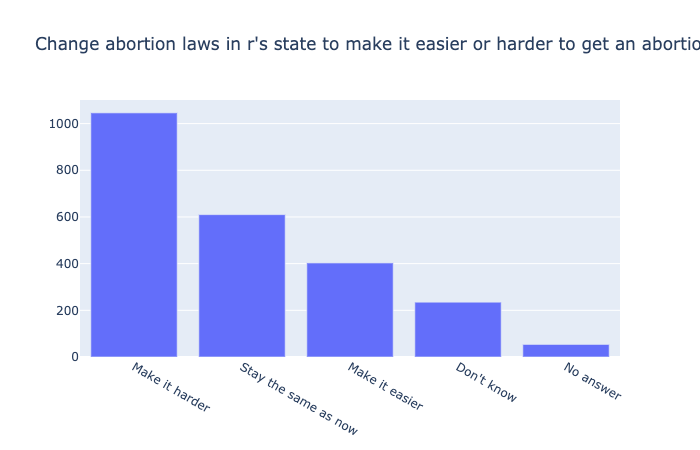 Change abortion laws in r's state to make it easier or harder to get an abortio
1000
800
600
400
200
0
Make it harder
Stay the same as now
Make it easier
Don't know
No answer